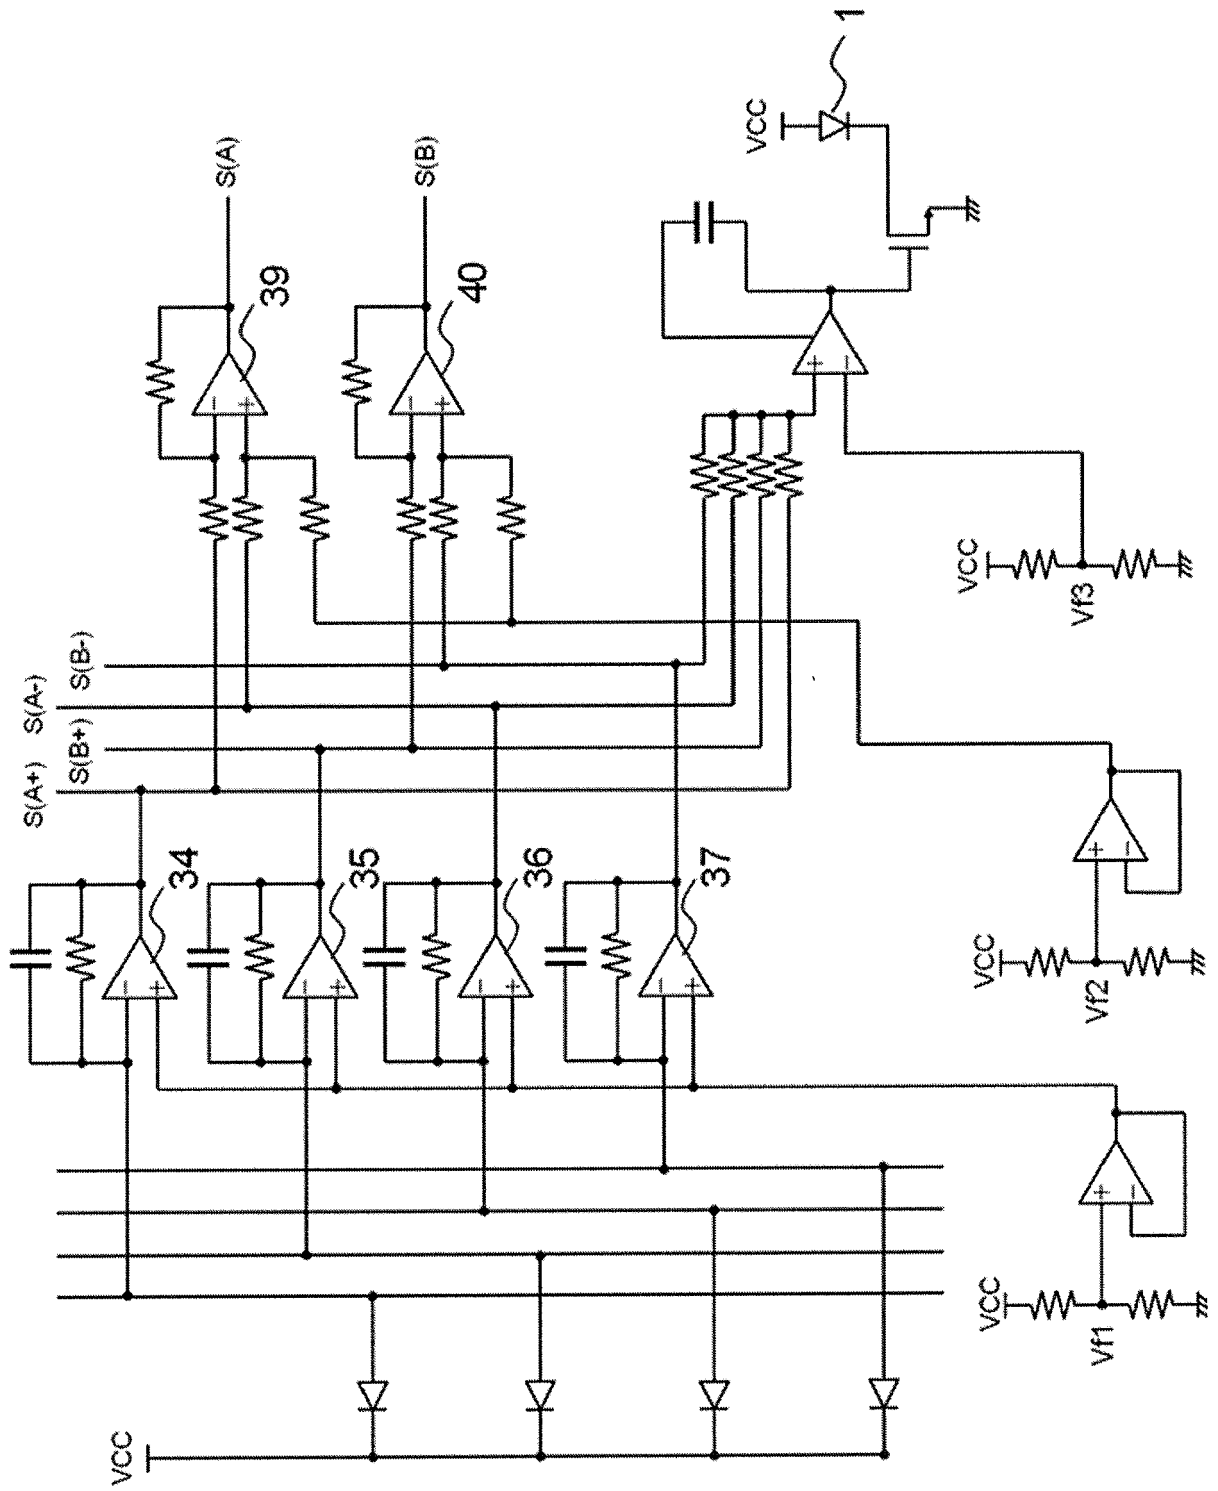 VCC
34
35
36
37
S(A+)
S(B+)
S(A-)
S(B-)
39
S(A)
40
S(B)
VCC
1
VCC
Vf1
VCC
Vf2
VCC
Vf3
- +
- +
- +
- +
- +
- +
+ -
+ -
+ -